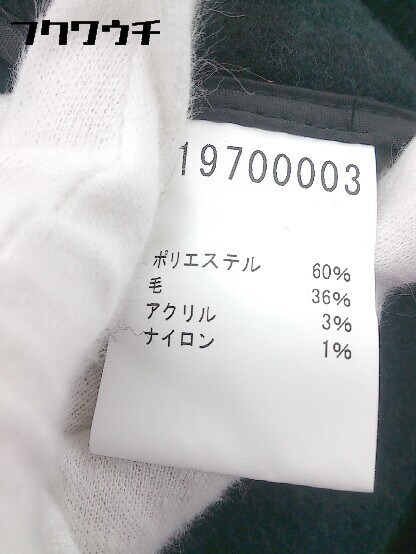 フクワウチ
19700003
ポリエステル 60%
毛 36%
アクリル 3%
ナイロン 1%